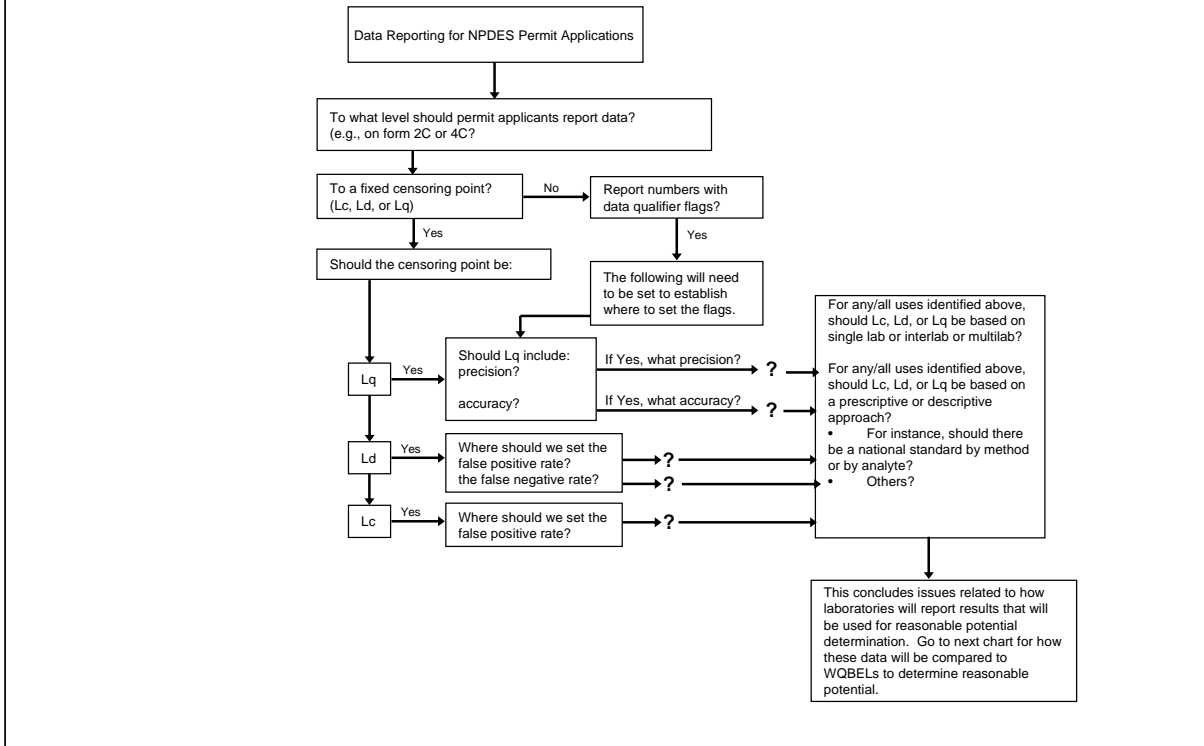 Data Reporting for NPDES Permit Applications
To what level should permit applicants report data?
(e.g., on form 2C or 4C?
To a fixed censoring point?
(Lc, Ld, or Lq)
No
Report numbers with
data qualifier flags?
Yes
Yes
Should the censoring point be:
The following will need
to be set to establish
where to set the flags.
Lq
Yes
Should Lq include:
precision?
accuracy?
If Yes, what precision?
?
If Yes, what accuracy?
?
Ld
Yes
Where should we set the
false positive rate?
the false negative rate?
?
?
Lc
Yes
Where should we set the
false positive rate?
?
For any/all uses identified above,
should Lc, Ld, or Lq be based on
single lab or interlab or multilab?
For any/all uses identified above,
should Lc, Ld, or Lq be based on
a prescriptive or descriptive
approach?
• For instance, should there
be a national standard by method
or by analyte?
• Others?
This concludes issues related to how
laboratories will report results that will
be used for reasonable potential
determination. Go to next chart for how
these data will be compared to
WQBELs to determine reasonable
potential.